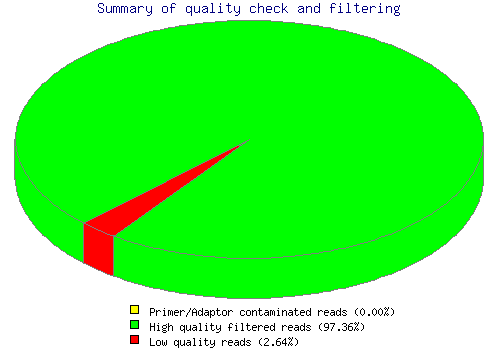 Summary of quality check and filtering
Primer/Adaptor contaminated reads (0.00%)
High quality filtered reads (97.36%)
Low quality reads (2.64%)